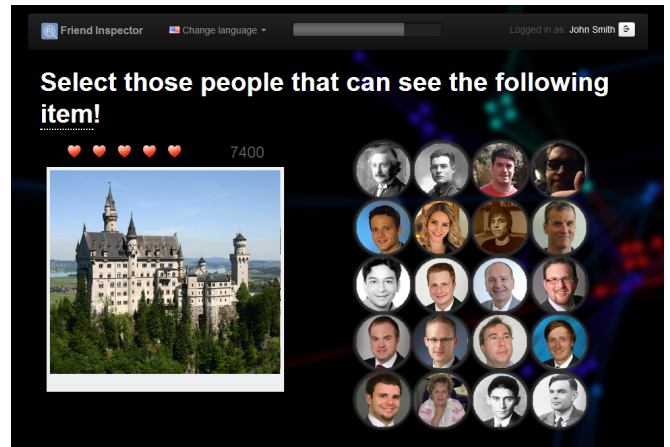 Friend Inspector
Change language
Logged in as: John Smith
Select those people that can see the following
item!
7400